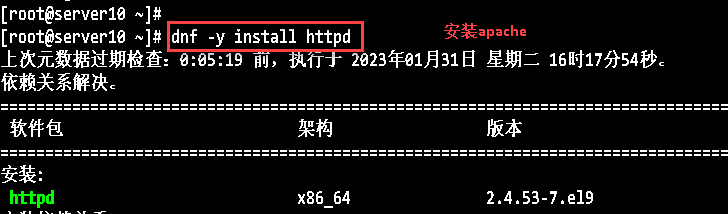 [root@server10 ~]#
[root@server10 ~]# dnf -y install httpd 安装apache
上次元数据过期检查：0:05:19 前，执行于 2023年01月31日 星期二 16时17分54秒。
依赖关系解决。
================================================================================
软件包 架构 版本
================================================================================
安装:
httpd x86_64 2.4.53-7.el9